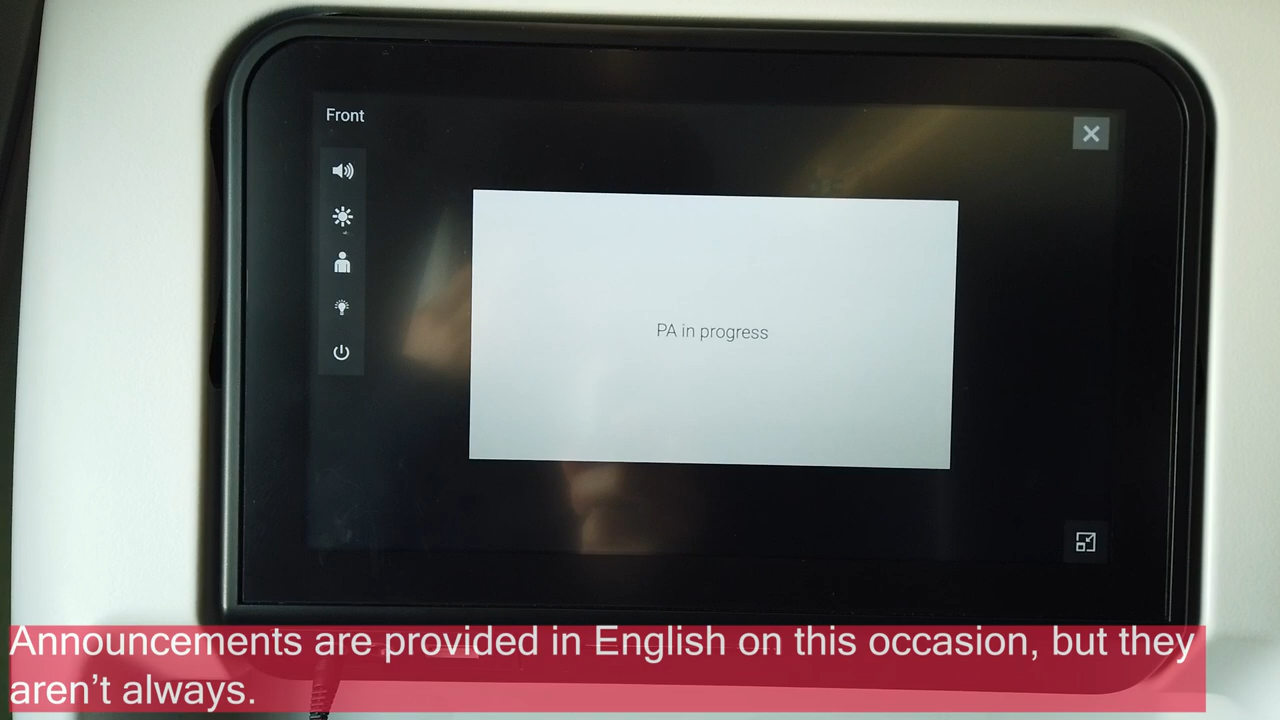 Front
PA in progress
Announcements are provided in English on this occasion, but they
aren’t always.